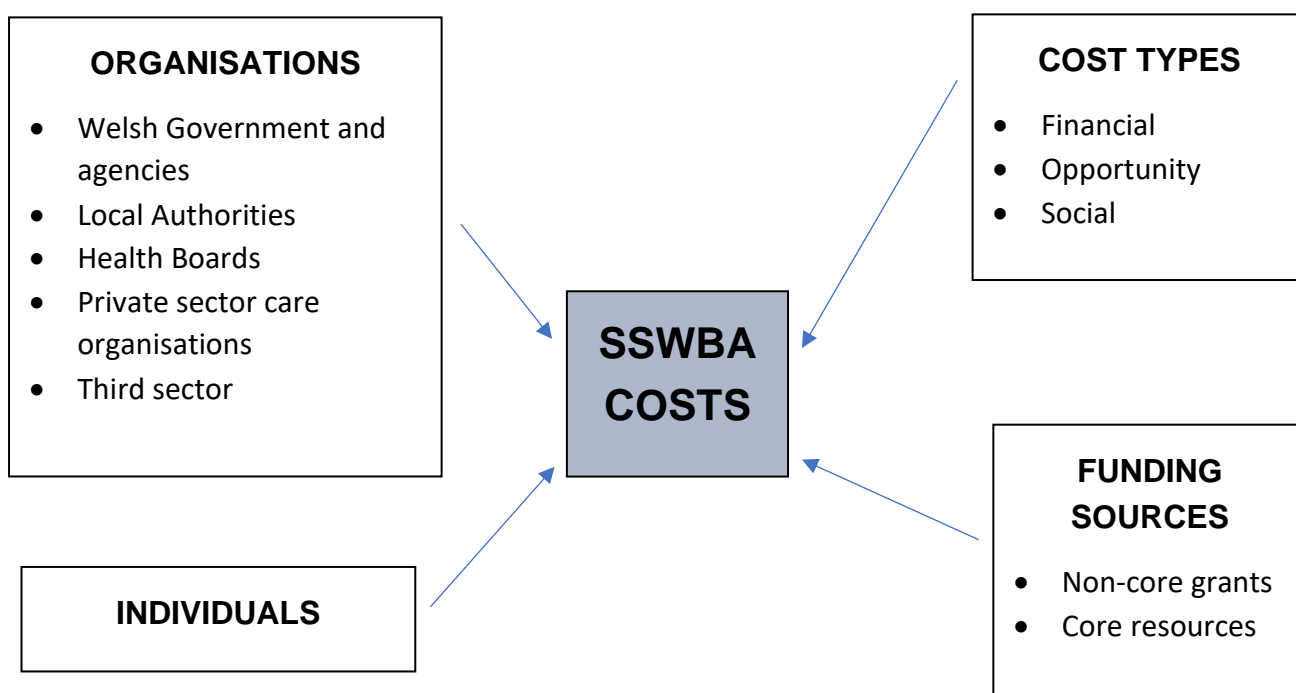 ORGANISATIONS
• Welsh Government and
agencies
• Local Authorities
• Health Boards
• Private sector care
organisations
• Third sector
COST TYPES
• Financial
• Opportunity
• Social
SSWBA
COSTS
INDIVIDUALS
FUNDING
SOURCES
• Non-core grants
• Core resources